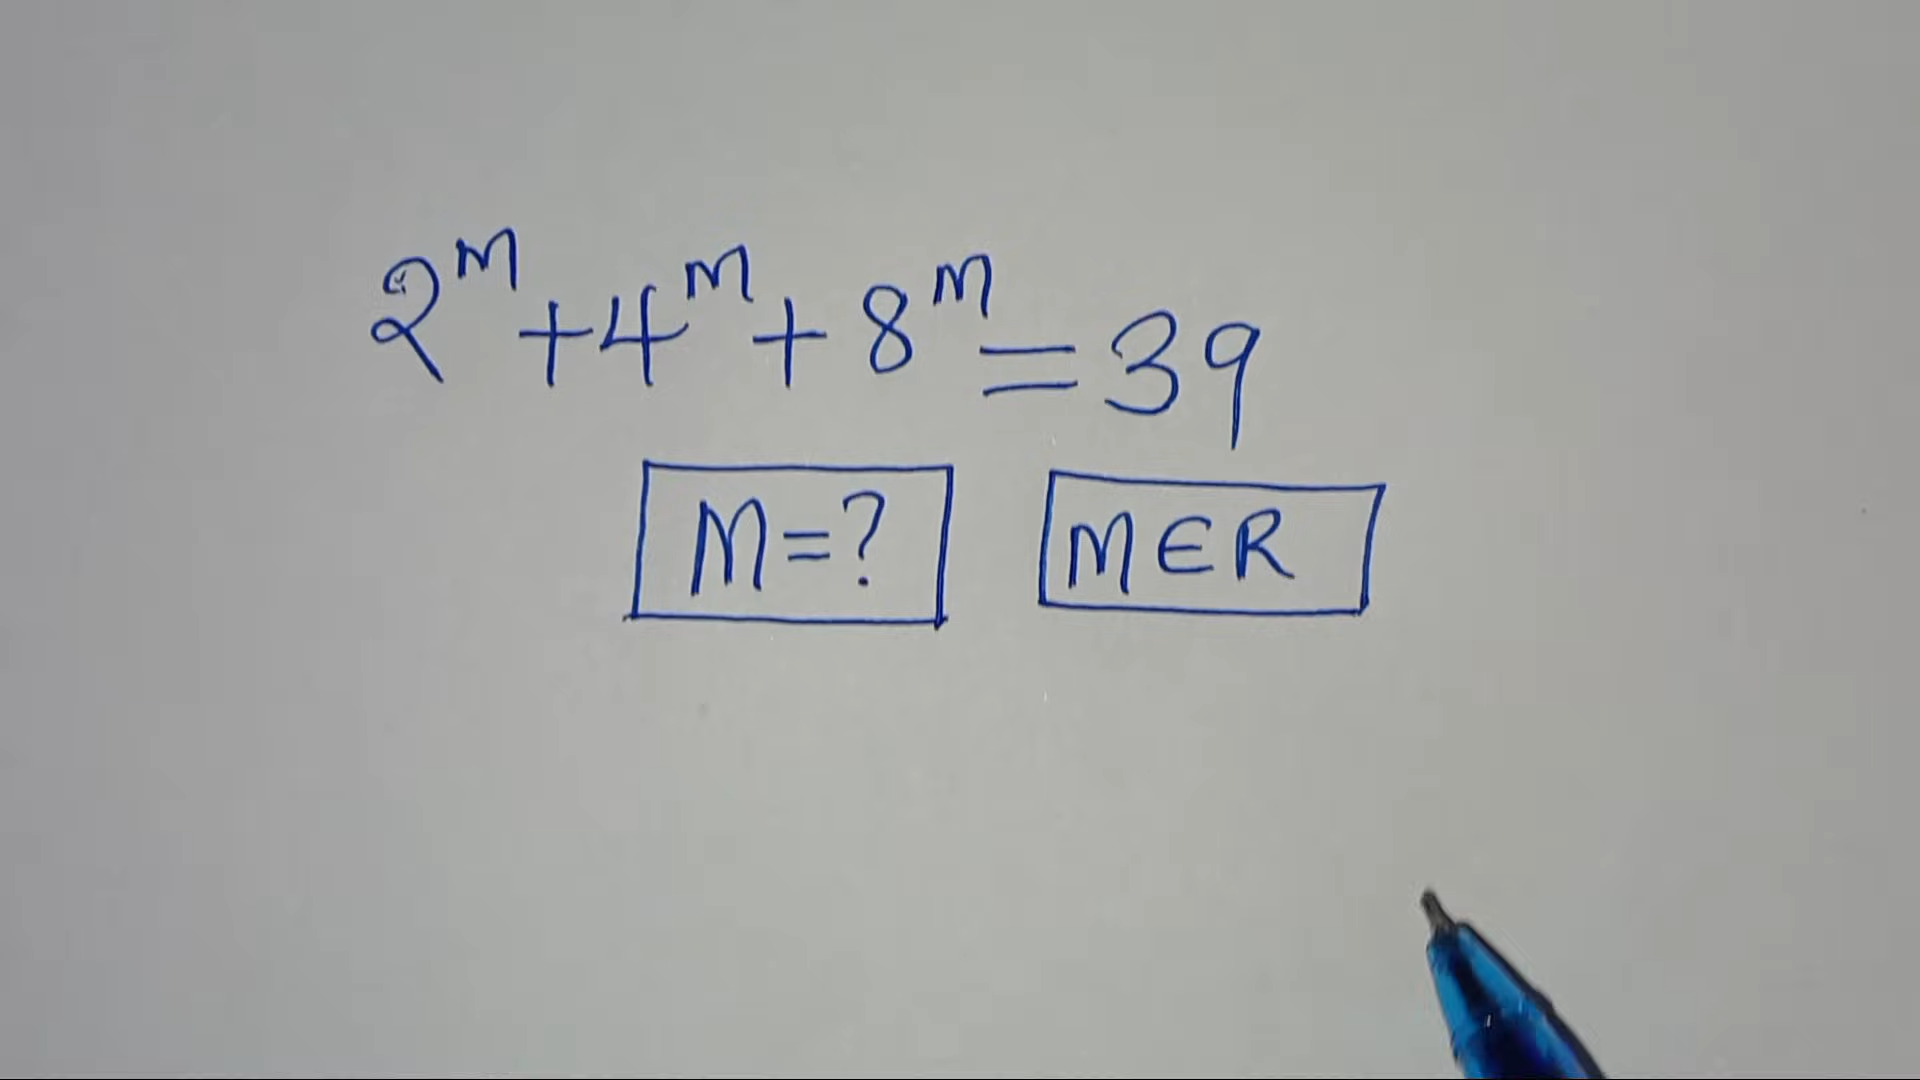 2^m + 4^m + 8^m = 39
M = ?
M ∈ R